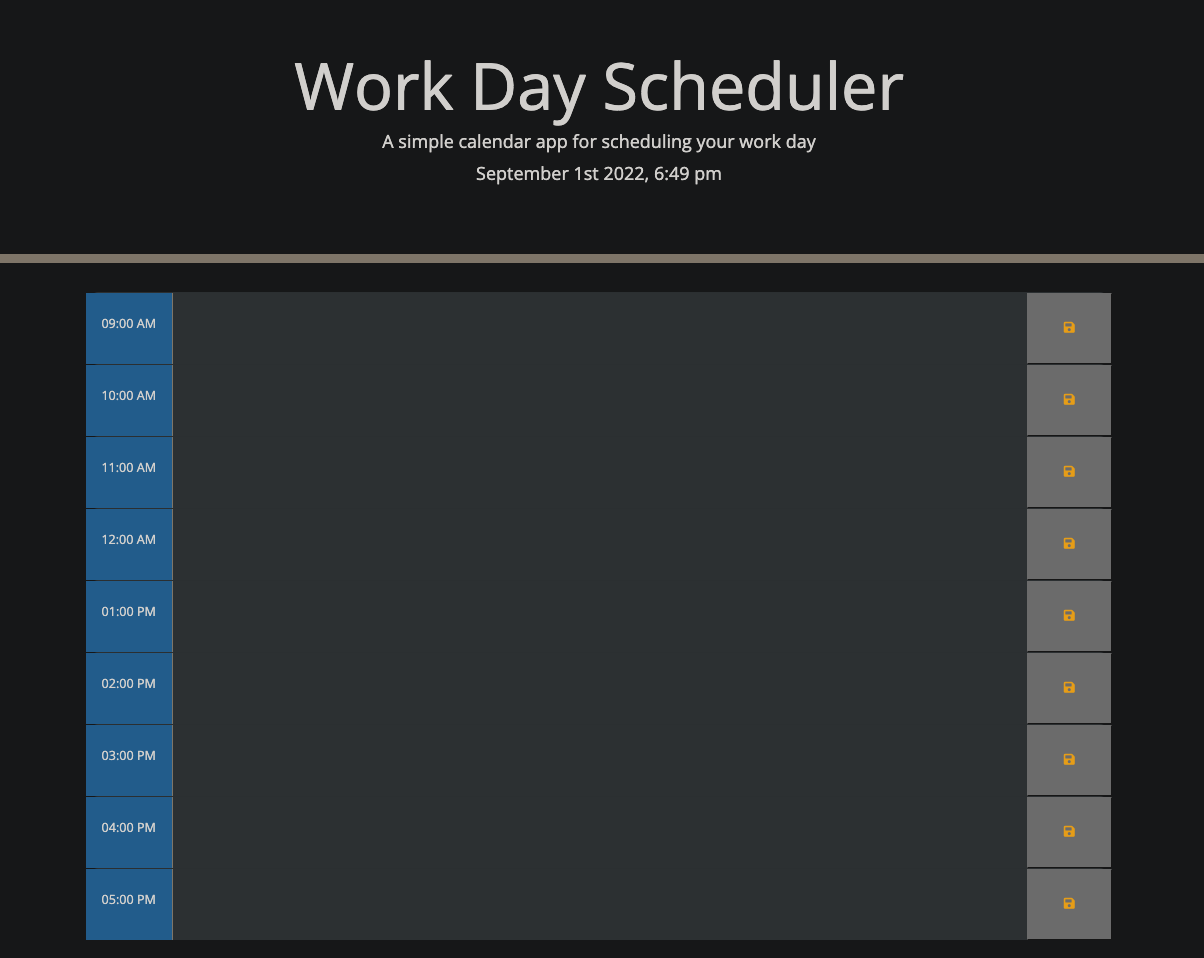 Work Day Scheduler
A simple calendar app for scheduling your work day
September 1st 2022, 6:49 pm
09:00 AM
10:00 AM
11:00 AM
12:00 AM
01:00 PM
02:00 PM
03:00 PM
04:00 PM
05:00 PM